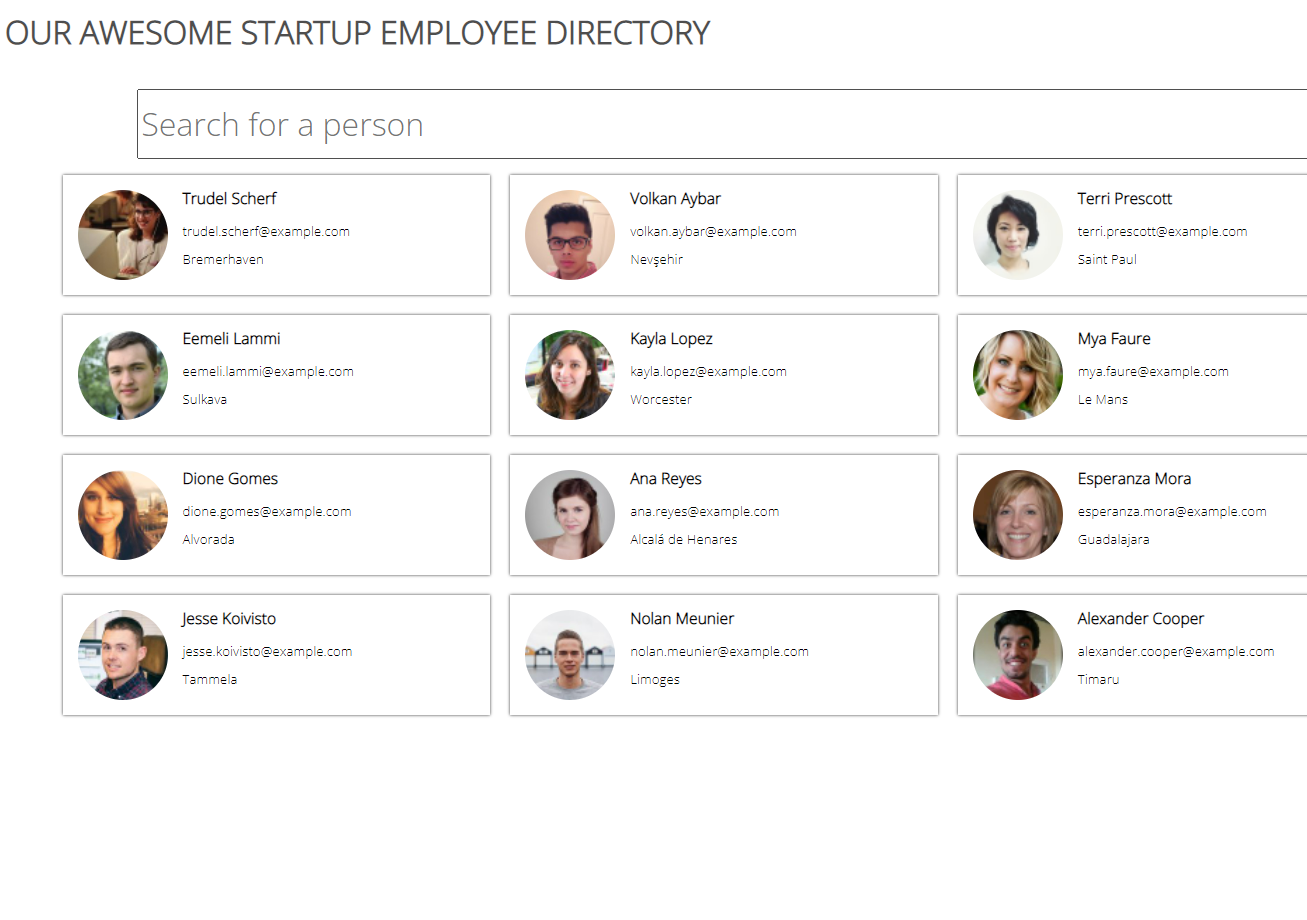 OUR AWESOME STARTUP EMPLOYEE DIRECTORY
Search for a person
Trudel Scherf
trudel.scherf@example.com
Bremerhaven
Volkan Aybar
volkan.aybar@example.com
Nevşehir
Terri Prescott
terri.prescott@example.com
Saint Paul
Eemeli Lammi
eemeli.lammi@example.com
Sulkava
Kayla Lopez
kayla.lopez@example.com
Worcester
Mya Faure
mya.faure@example.com
Le Mans
Dione Gomes
dione.gomes@example.com
Alvorada
Ana Reyes
ana.reyes@example.com
Alcalá de Henares
Esperanza Mora
esperanza.mora@example.com
Guadalajara
Jesse Koivisto
jesse.koivisto@example.com
Tammela
Nolan Meunier
nolan.meunier@example.com
Limoges
Alexander Cooper
alexander.cooper@example.com
Timaru